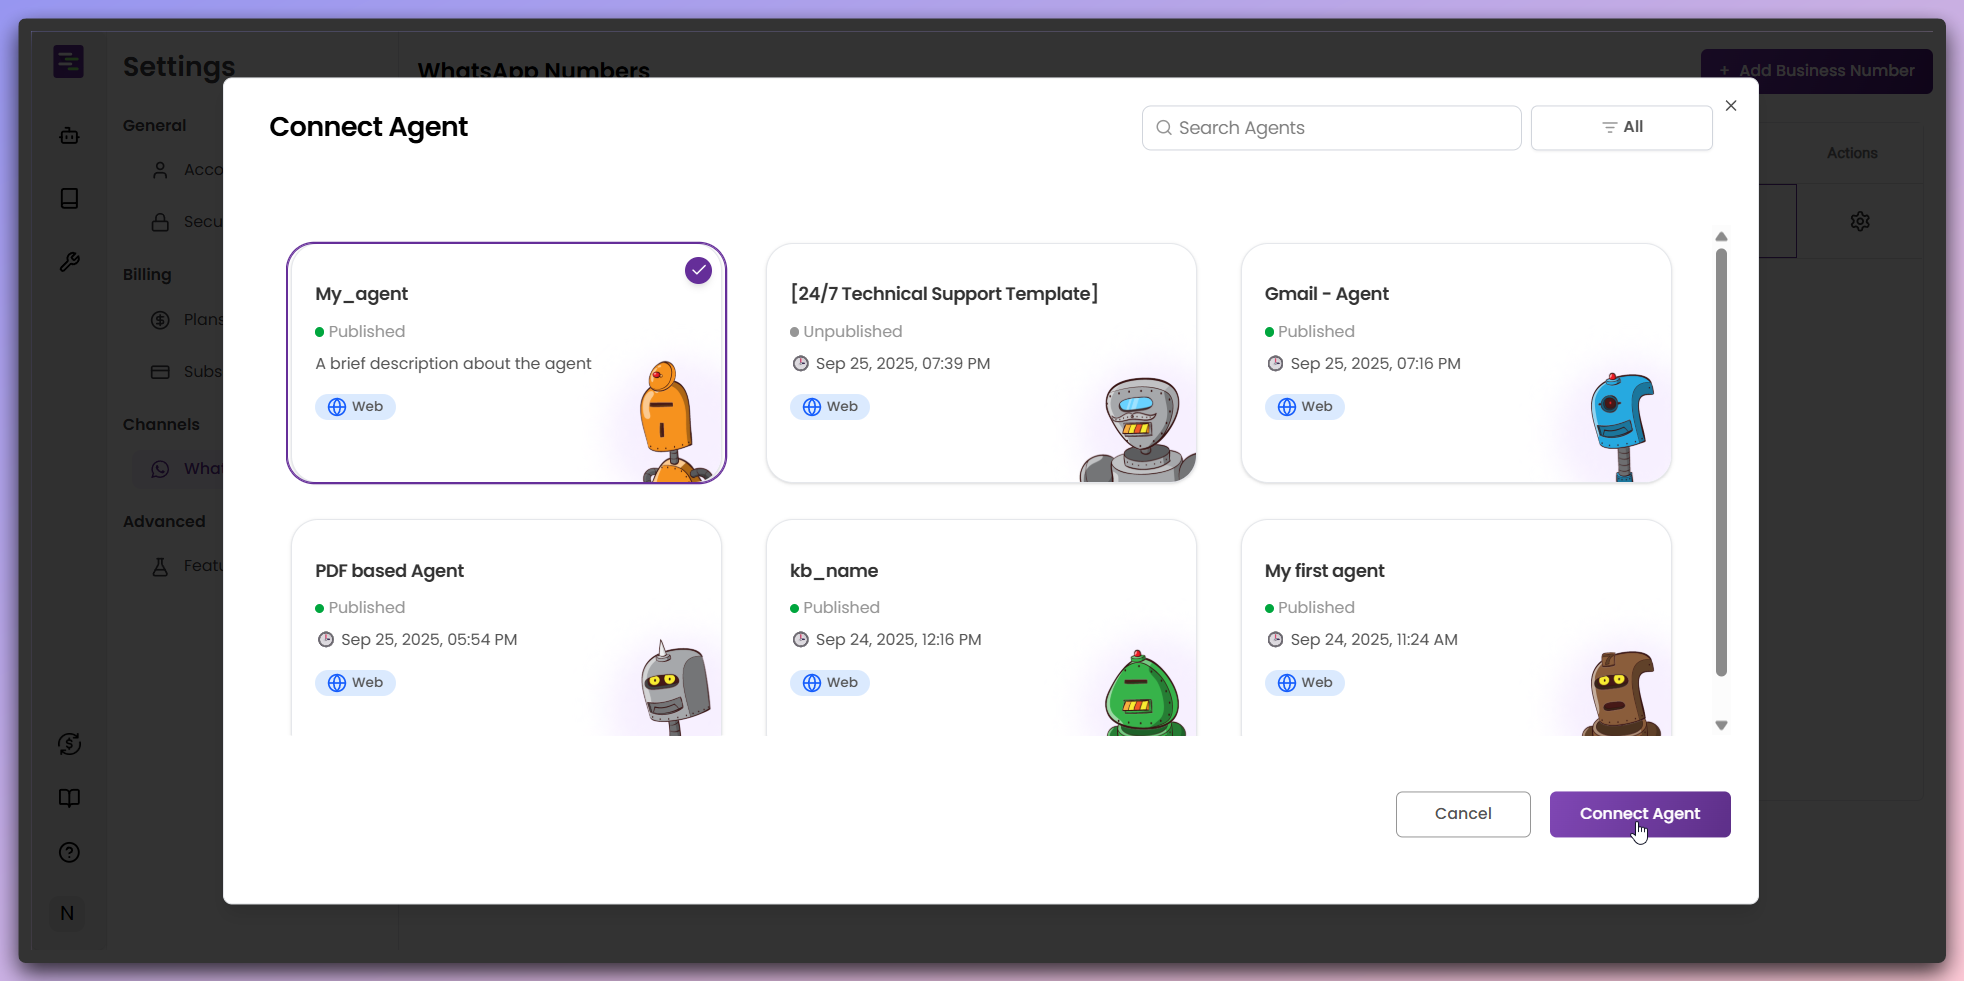 Settings
WhatsApp Numbers
+ Add Business Number
General
Acco
Secu
Billing
Plans
Subs
Channels
What
Advanced
Featu
N
Actions
Connect Agent
Search Agents
All
My_agent
Published
A brief description about the agent
Web
[24/7 Technical Support Template]
Unpublished
Sep 25, 2025, 07:39 PM
Web
Gmail - Agent
Published
Sep 25, 2025, 07:16 PM
Web
PDF based Agent
Published
Sep 25, 2025, 05:54 PM
Web
kb_name
Published
Sep 24, 2025, 12:16 PM
Web
My first agent
Published
Sep 24, 2025, 11:24 AM
Web
Cancel
Connect Agent